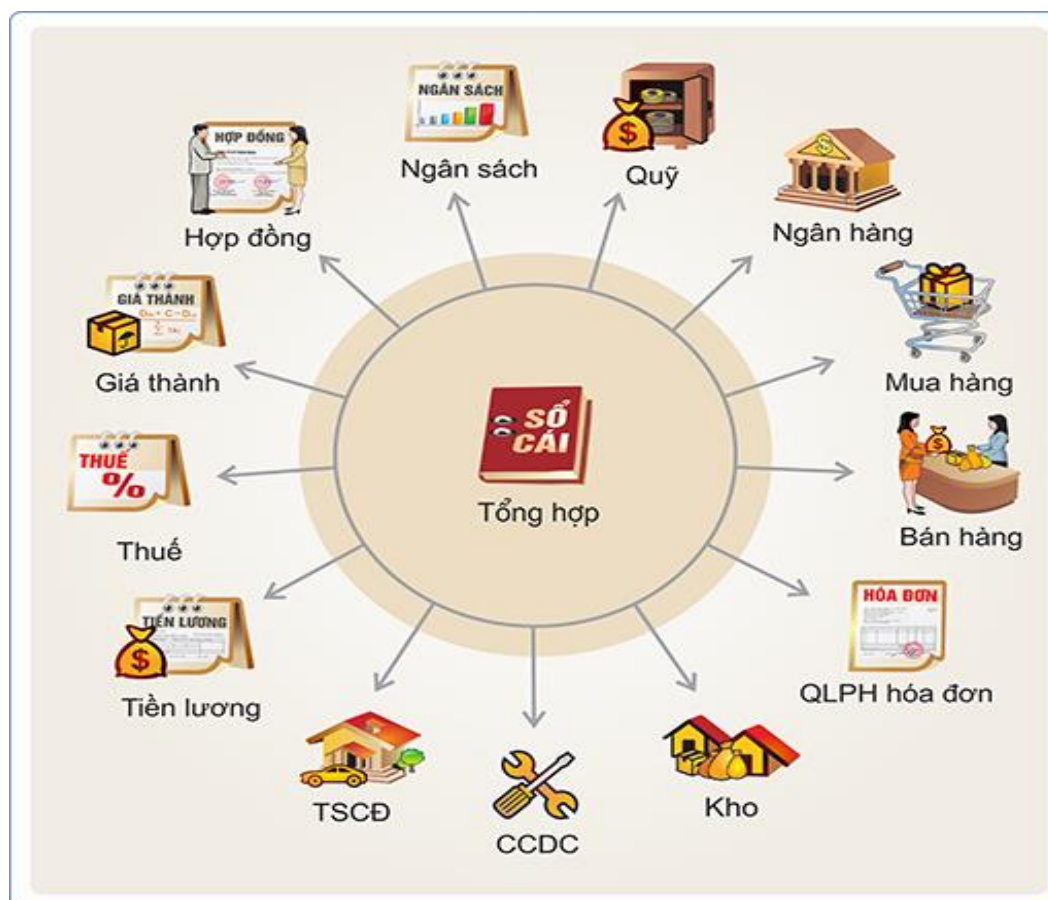 NGÂN SÁCH
Ngân sách
Quỹ
HỢP ĐỒNG
Hợp đồng
Ngân hàng
GIÁ THÀNH
Giá thành
Mua hàng
SỔ
CÁI
Tổng hợp
THUẾ
%
Thuế
Bán hàng
TIỀN LƯƠNG
Tiền lương
HÓA ĐƠN
QLPH hóa đơn
TSCĐ
CCDC
Kho